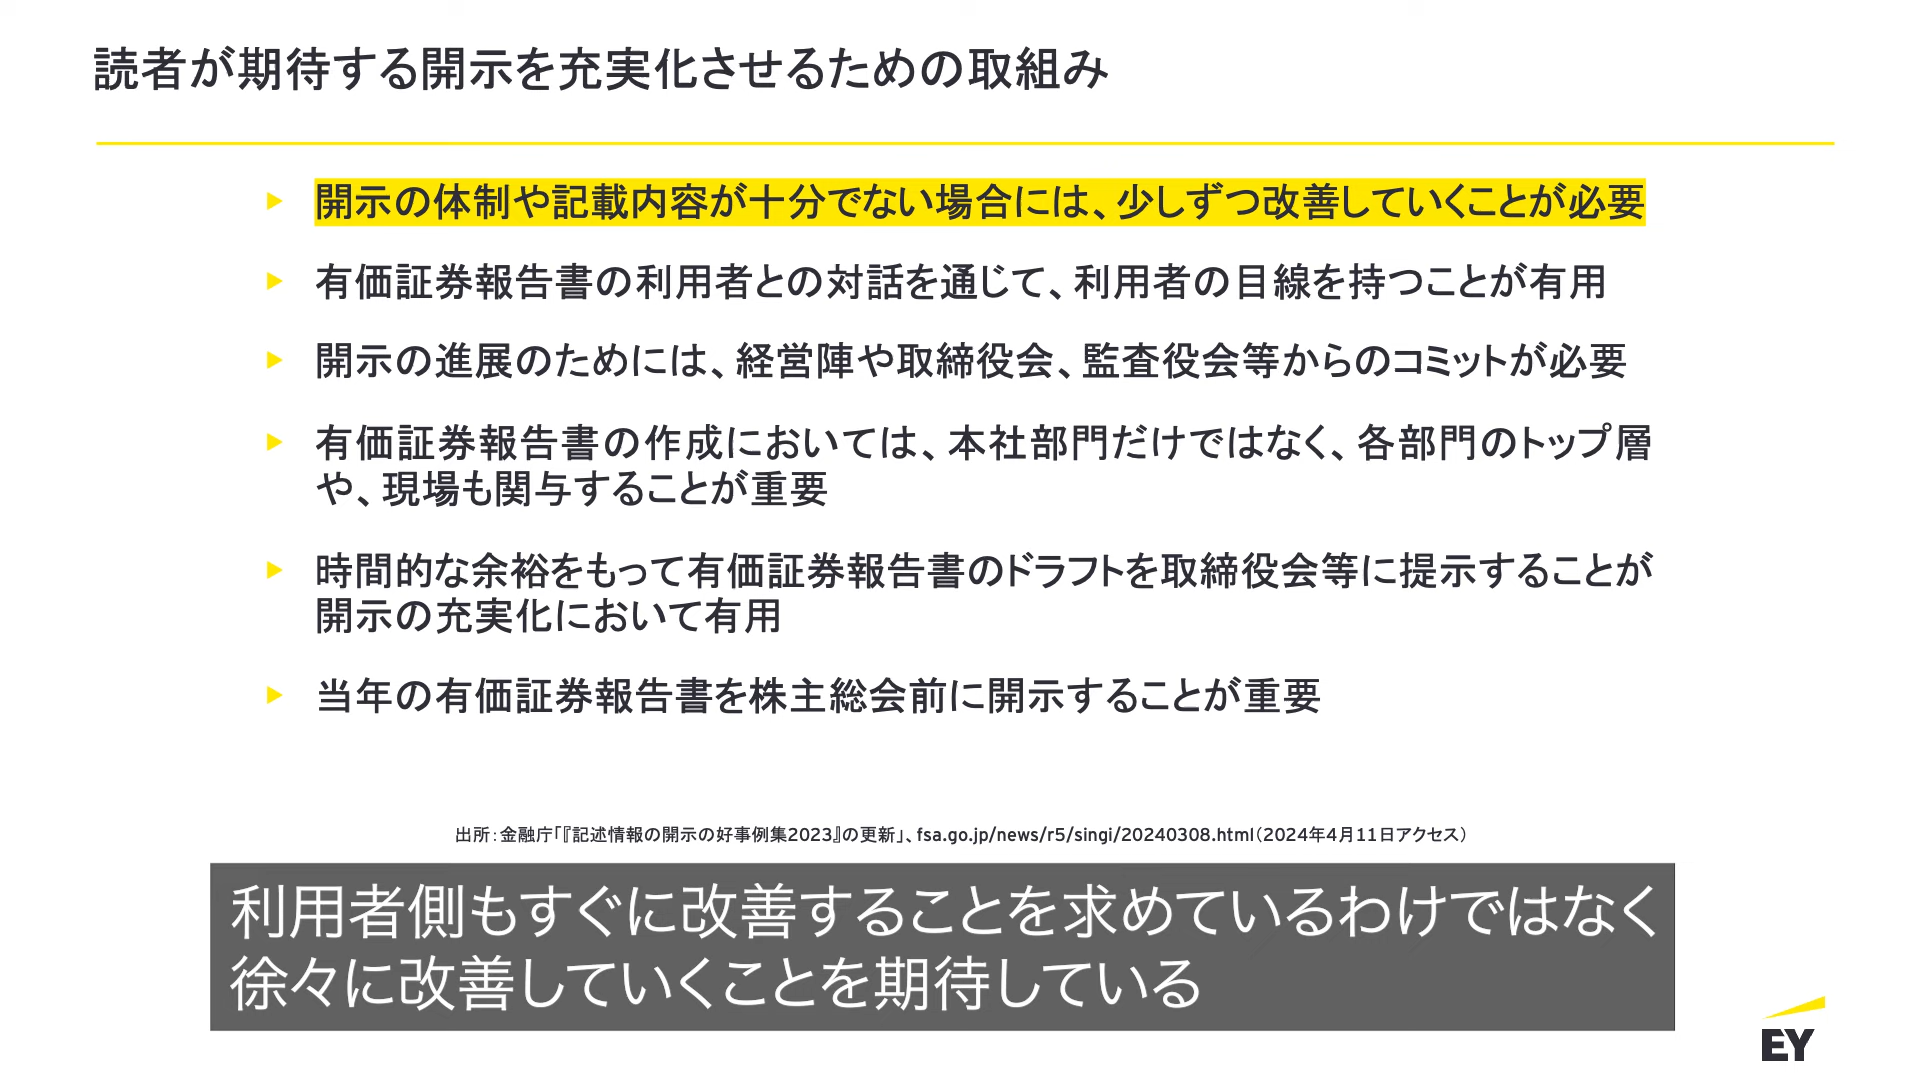 読者が期待する開示を充実化させるための取組み
開示の体制や記載内容が十分でない場合には、少しずつ改善していくことが必要
有価証券報告書の利用者との対話を通じて、利用者の目線を持つことが有用
開示の進展のためには、経営陣や取締役会、監査役会等からのコミットが必要
有価証券報告書の作成においては、本社部門だけではなく、各部門のトップ層
や、現場も関与することが重要
時間的な余裕をもって有価証券報告書のドラフトを取締役会等に提示することが
開示の充実化において有用
当年の有価証券報告書を株主総会前に開示することが重要
出所：金融庁「『記述情報の開示の好事例集2023』の更新」、fsa.go.jp/news/r5/singi/20240308.html（2024年4月11日アクセス）
利用者側もすぐに改善することを求めているわけではなく
徐々に改善していくことを期待している
EY